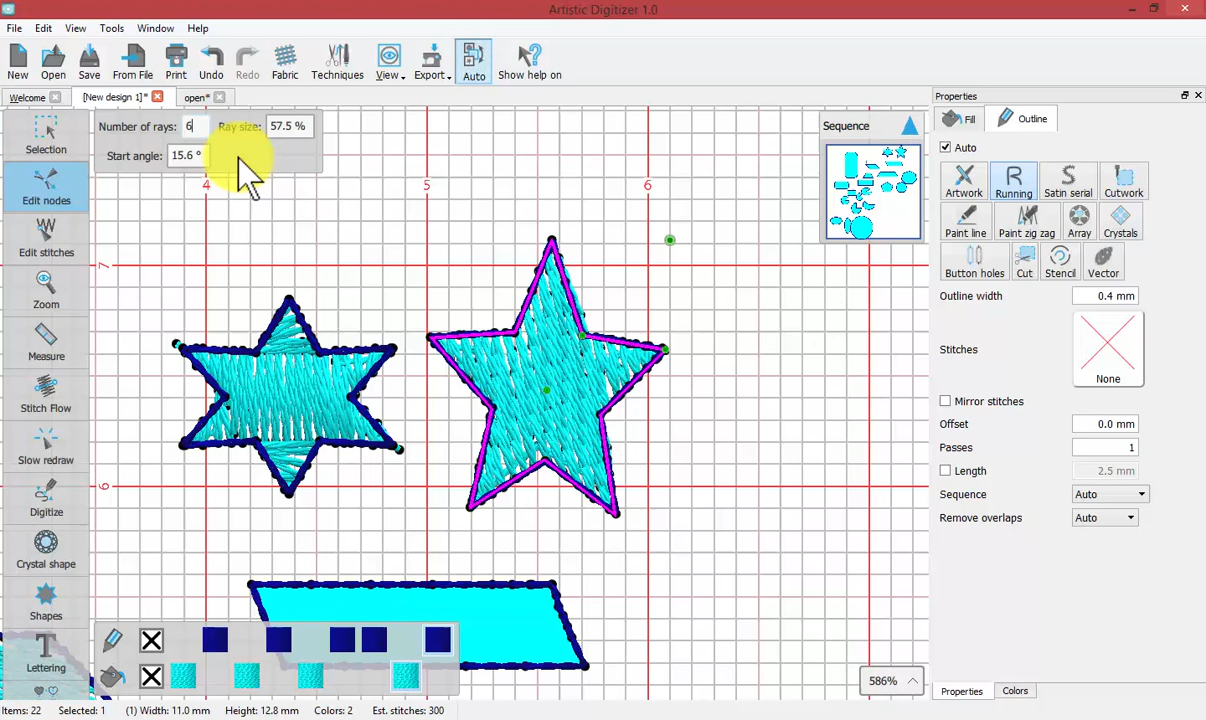 Artistic Digitizer 1.0
File Edit View Tools Window Help
New Open Save From File Print Undo Redo Fabric Techniques View Export Auto Show help on
Welcome [New design 1]* open*
Number of rays: 6 Ray size: 57.5 %
Start angle: 15.6 °
4 5 6
7
6
Selection
Edit nodes
Edit stitches
Zoom
Measure
Stitch Flow
Slow redraw
Digitize
Crystal shape
Shapes
Lettering
Sequence
586%
Properties
Fill Outline
Auto
Artwork Running Satin serial Cutwork
Paint line Paint zig zag Array Crystals
Button holes Cut Stencil Vector
Outline width 0.4 mm
Stitches None
Mirror stitches
Offset 0.0 mm
Passes 1
Length 2.5 mm
Sequence Auto
Remove overlaps Auto
Properties Colors
Items: 22 Selected: 1 (1) Width: 11.0 mm Height: 12.8 mm Colors: 2 Est. stitches: 300